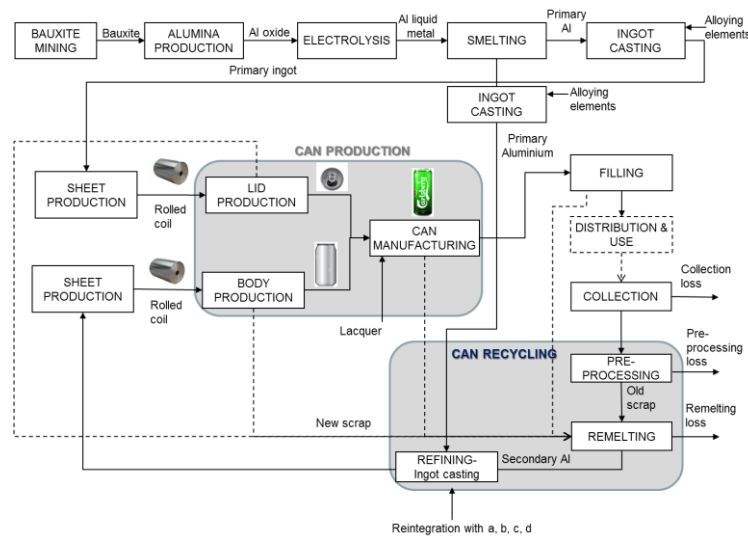 BAUXITE
MINING
Bauxite
ALUMINA
PRODUCTION
Al oxide
ELECTROLYSIS
Al liquid
metal
SMELTING
Primary
Al
INGOT
CASTING
Alloying
elements
Primary ingot
INGOT
CASTING
Alloying
elements
CAN PRODUCTION
Primary
Aluminium
SHEET
PRODUCTION
Rolled
coil
LID
PRODUCTION
Carlsberg
CAN
MANUFACTURING
FILLING
DISTRIBUTION &
USE
SHEET
PRODUCTION
Rolled
coil
BODY
PRODUCTION
Lacquer
COLLECTION
Collection
loss
CAN RECYCLING
PRE-
PROCESSING
Pre-
processing
loss
Old
scrap
New scrap
REMELTING
Remelting
loss
REFINING-
Ingot casting
Secondary Al
Reintegration with a, b, c, d